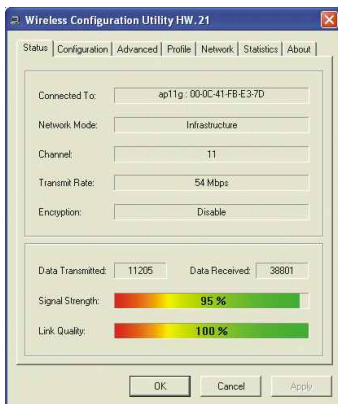 Wireless Configuration Utility HW.21
Status Configuration Advanced Profile Network Statistics About
Connected To: ap11g : 00-0C-41-FB-E3-7D
Network Mode: Infrastructure
Channel: 11
Transmit Rate: 54 Mbps
Encryption: Disable
Data Transmitted: 11205 Data Received: 38801
Signal Strength: 95 %
Link Quality: 100 %
OK Cancel Apply